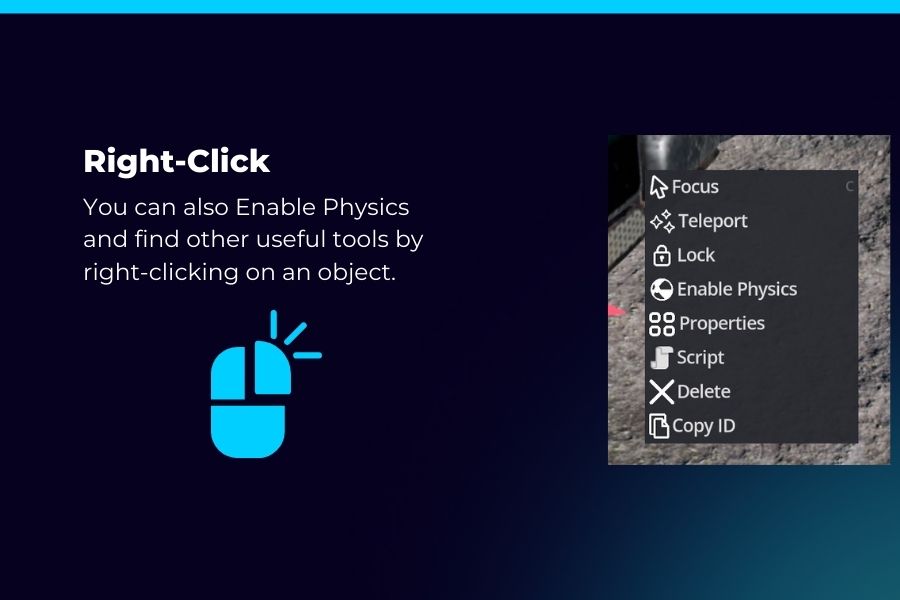 Right-Click
You can also Enable Physics
and find other useful tools by
right-clicking on an object.
Focus C
Teleport
Lock
Enable Physics
Properties
Script
Delete
Copy ID